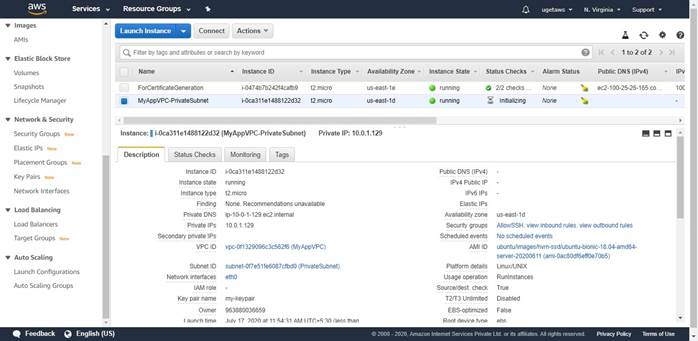 aws
Services
Resource Groups
ugetaws
N. Virginia
Support
Images
AMIs
Elastic Block Store
Volumes
Snapshots
Lifecycle Manager
Network & Security
Security Groups New
Elastic IPs New
Placement Groups New
Key Pairs New
Network Interfaces
Load Balancing
Load Balancers
Target Groups New
Auto Scaling
Launch Configurations
Auto Scaling Groups
Launch Instance
Connect
Actions
Filter by tags and attributes or search by keyword
1 to 2 of 2
Name Instance ID Instance Type Availability Zone Instance State Status Checks Alarm Status Public DNS (IPv4)
ForCertificateGeneration i-0474b7b242f4cafb9 t2.micro us-east-1e running 2/2 checks ... None ec2-100-25-26-165.co... 100
MyAppVPC-PrivateSubnet i-0ca311e1488122d32 t2.micro us-east-1d running Initializing None -
Instance: i-0ca311e1488122d32 (MyAppVPC-PrivateSubnet) Private IP: 10.0.1.129
Description Status Checks Monitoring Tags
Instance ID i-0ca311e1488122d32 Public DNS (IPv4) -
Instance state running IPv4 Public IP -
Instance type t2.micro IPv6 IPs -
Finding None. Recommendations unavailable Elastic IPs
Private DNS ip-10-0-1-129.ec2.internal Availability zone us-east-1d
Private IPs 10.0.1.129 Security groups AllowSSH. view inbound rules. view outbound rules
Secondary private IPs Scheduled events No scheduled events
VPC ID vpc-0f1329096c3c562f6 (MyAppVPC) AMI ID ubuntu/images/hvm-ssd/ubuntu-bionic-18.04-amd64-server-20200611 (ami-0ac80df6eff0e70b5)
Subnet ID subnet-0f7e51fe6087cfbd0 (PrivateSubnet) Platform details Linux/UNIX
Network interfaces eth0 Usage operation RunInstances
IAM role - Source/dest. check True
Key pair name my-keypair T2/T3 Unlimited Disabled
Owner 963880036659 EBS-optimized False
Launch time July 17, 2020 at 11:54:31 AM UTC+5:30 (less than Root device type ebs
Feedback
English (US)
© 2008 - 2020, Amazon Internet Services Private Ltd. or its affiliates. All rights reserved.
Privacy Policy
Terms of Use